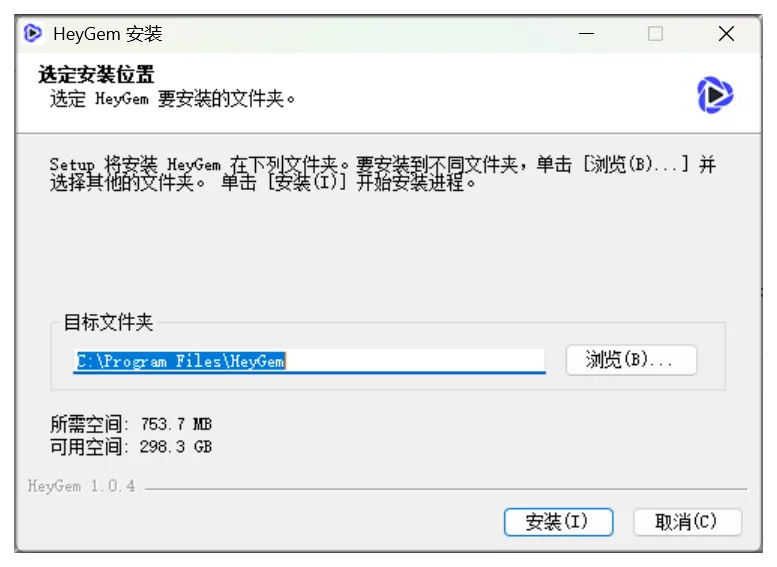 HeyGem 安装
选定安装位置
选定 HeyGem 要安装的文件夹。
Setup 将安装 HeyGem 在下列文件夹。要安装到不同文件夹，单击 [浏览(B)...] 并
选择其他的文件夹。 单击 [安装(I)] 开始安装进程。
目标文件夹
C:\Program Files\HeyGem
浏览(B)...
所需空间: 753.7 MB
可用空间: 298.3 GB
HeyGem 1.0.4
安装(I)
取消(C)